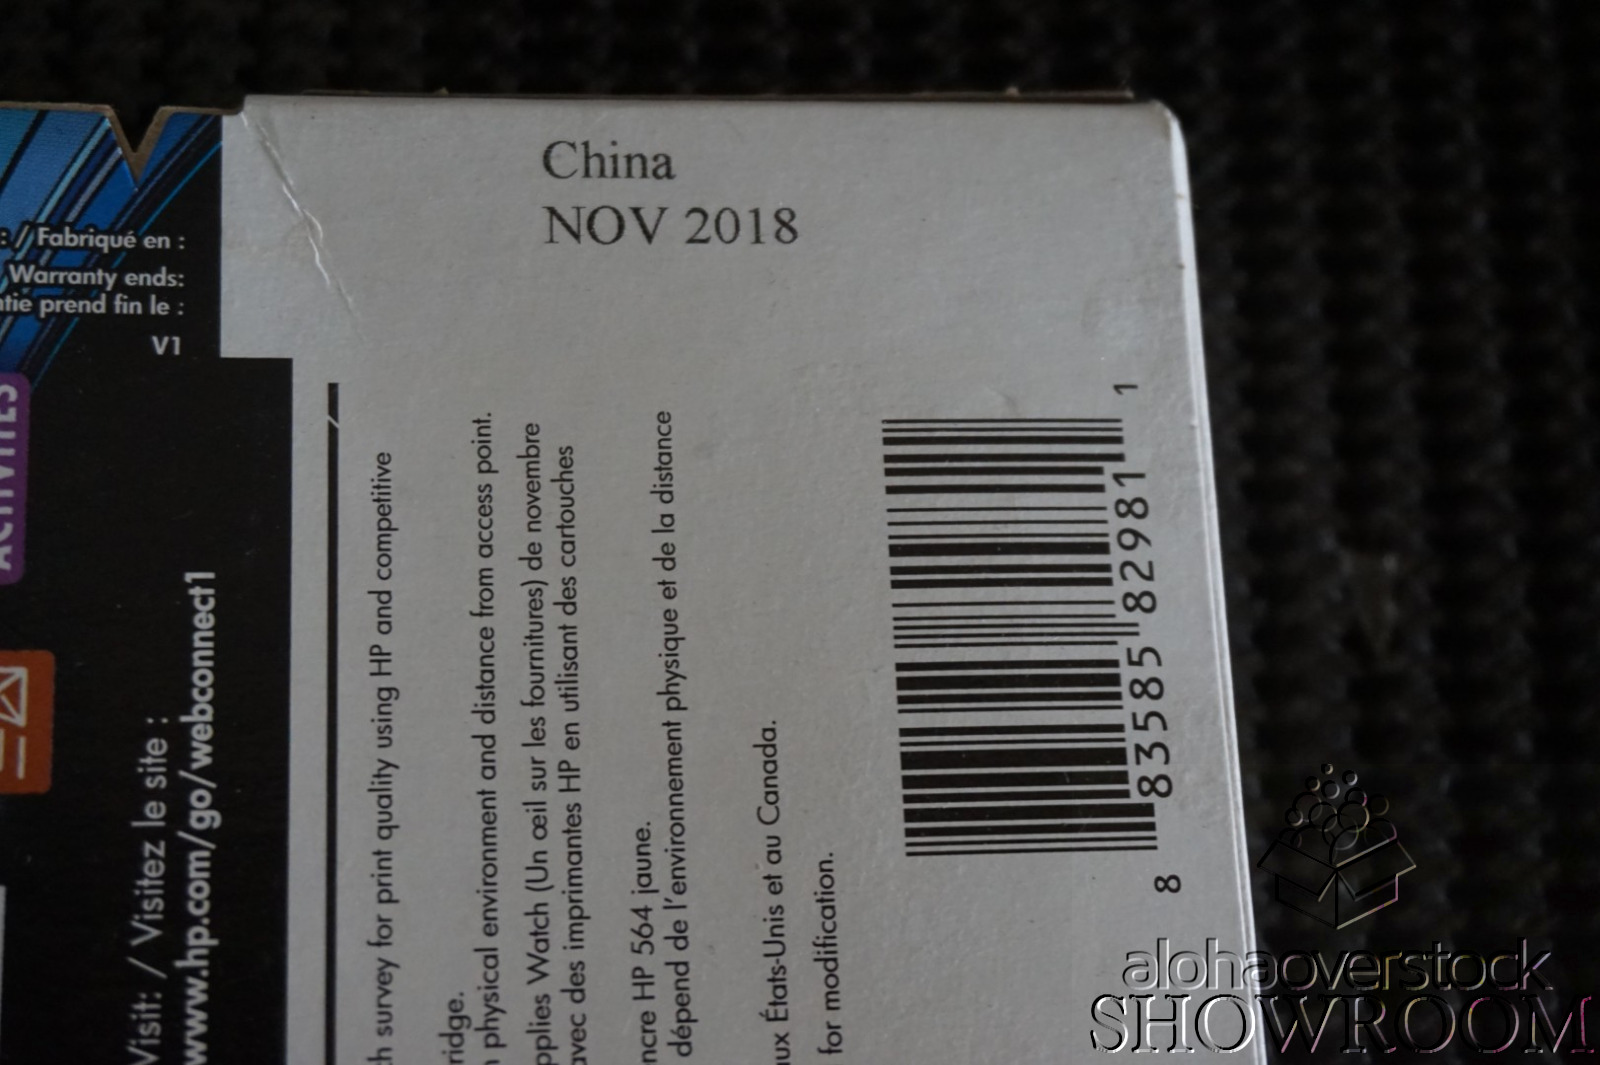 China
NOV 2018
: / Fabriqué en :
Warranty ends:
ntie prend fin le :
V1
ACTIVITÉS
Visit: / Visitez le site :
www.hp.com/go/webconnect1
ch survey for print quality using HP and competitive
ridge.
n physical environment and distance from access point.
pplies Watch (Un œil sur les fournitures) de novembre
avec des imprimantes HP en utilisant des cartouches
ncre HP 564 jaune.
dépend de l'environnement physique et de la distance
ux États-Unis et au Canada.
for modification.
8 83585 82981 1
alohaoverstock
SHOWROOM